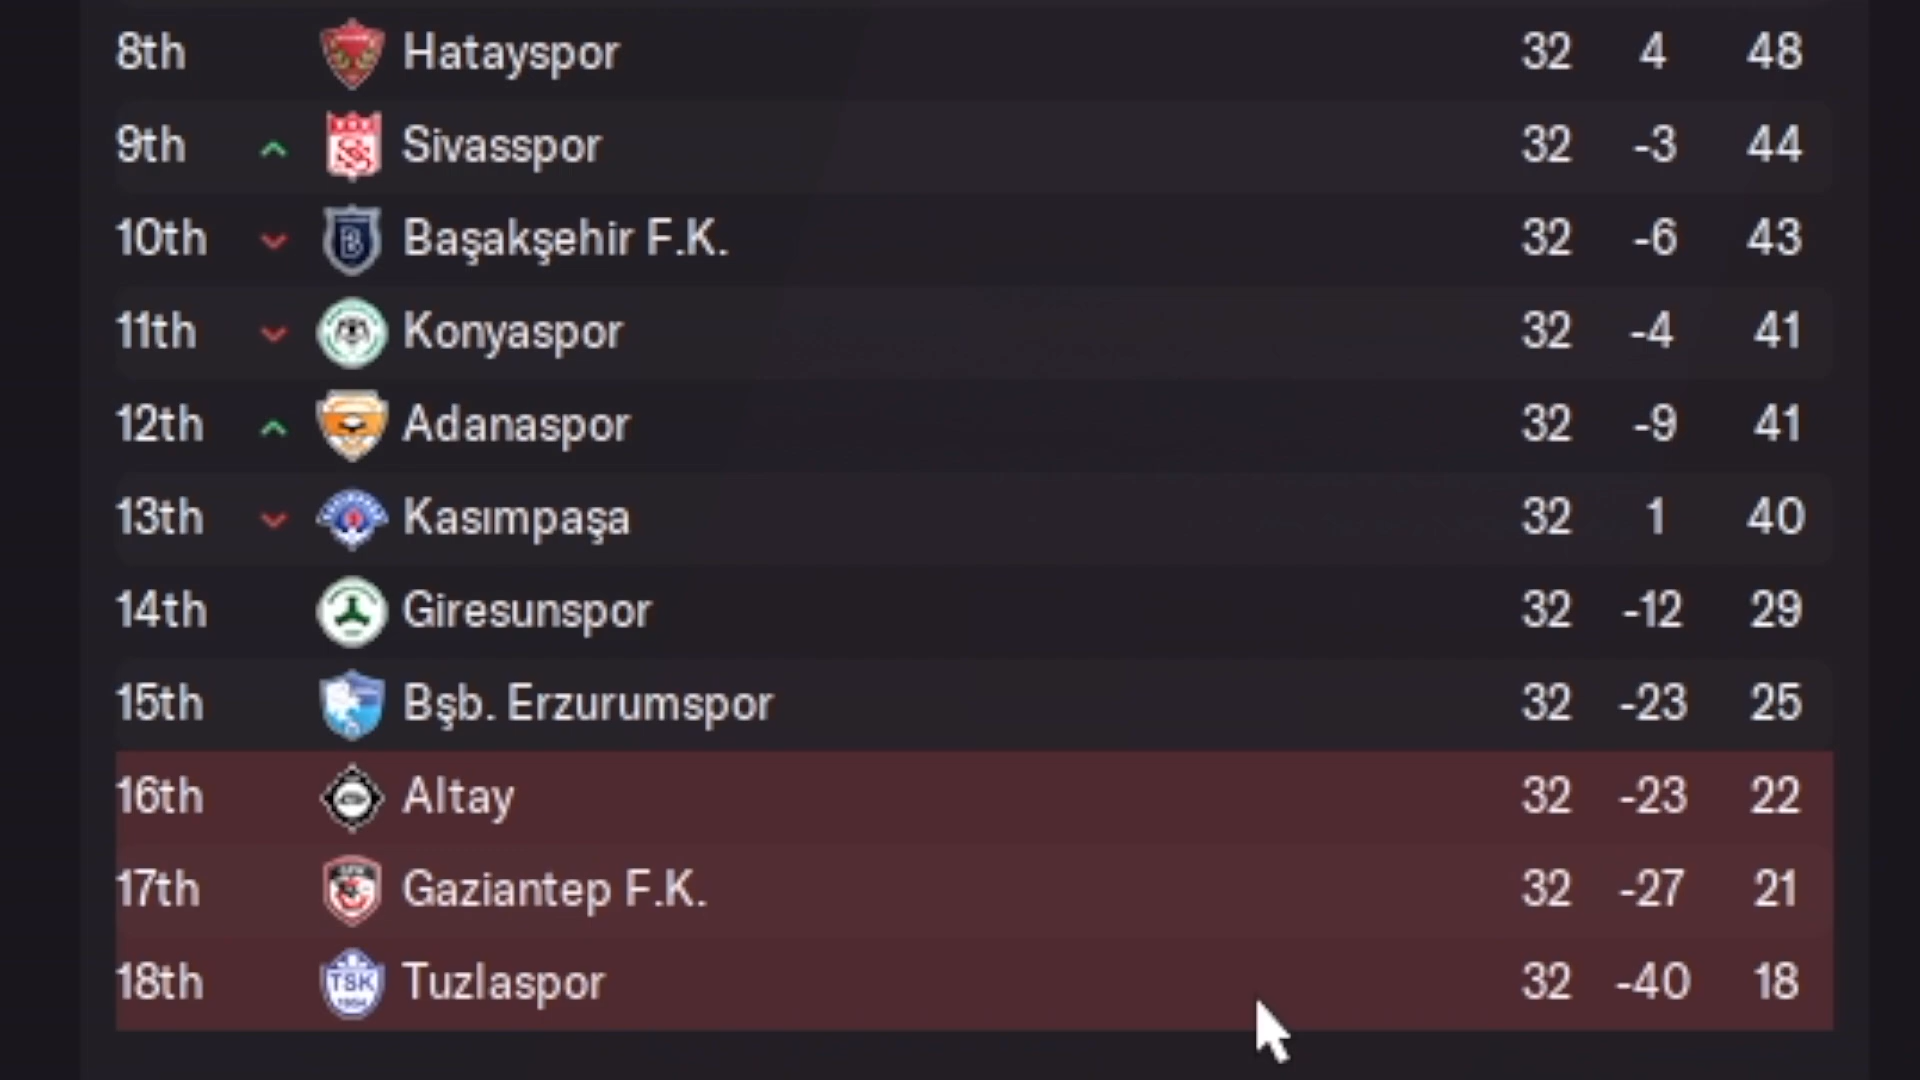 8th Hatayspor 32 4 48
9th Sivasspor 32 -3 44
10th Başakşehir F.K. 32 -6 43
11th Konyaspor 32 -4 41
12th Adanaspor 32 -9 41
13th Kasımpaşa 32 1 40
14th Giresunspor 32 -12 29
15th Bşb. Erzurumspor 32 -23 25
16th Altay 32 -23 22
17th Gaziantep F.K. 32 -27 21
18th TSK Tuzlaspor 32 -40 18